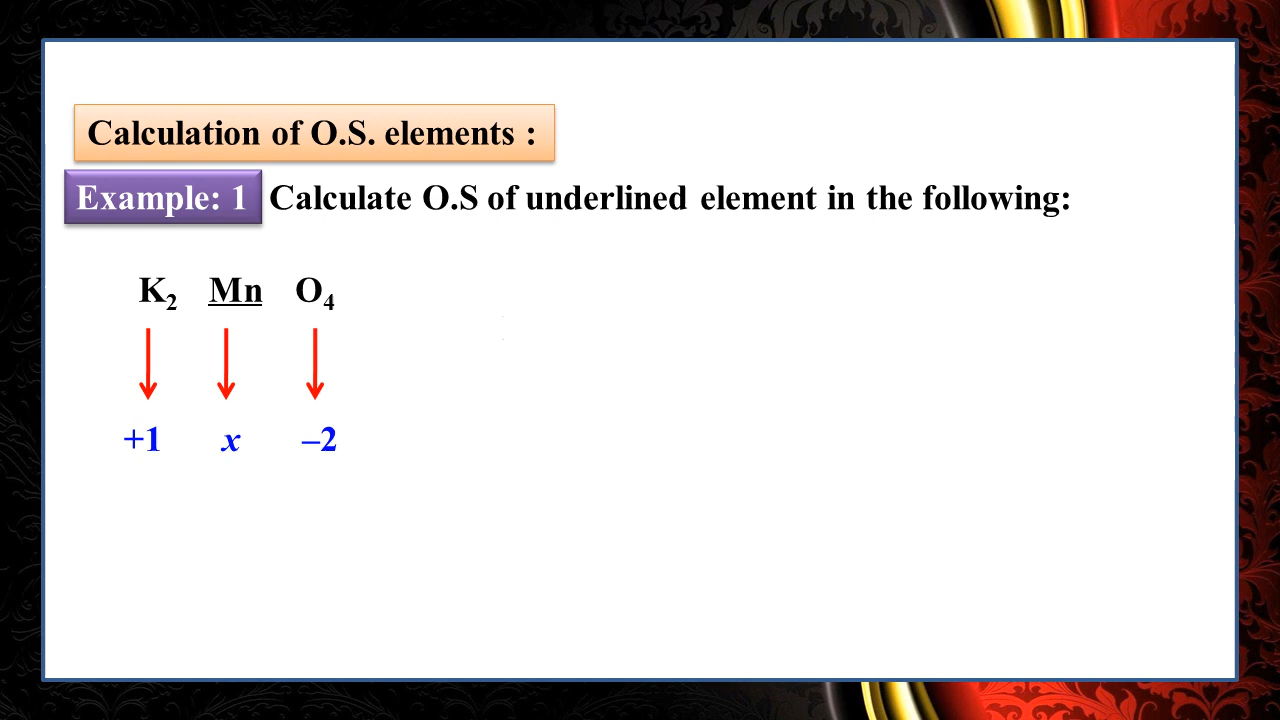 Calculation of O.S. elements :
Example: 1 Calculate O.S of underlined element in the following:
K₂ Mn O₄
+1 x –2